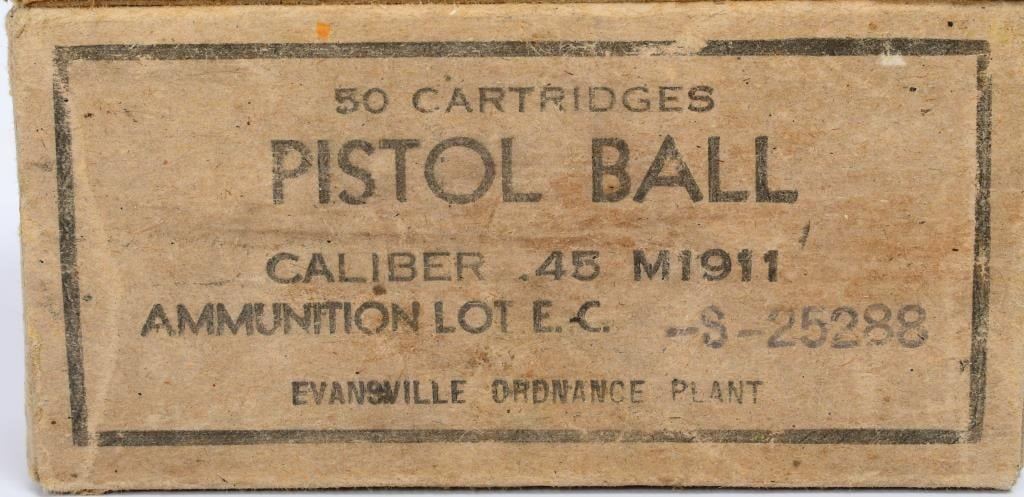 50 CARTRIDGES
PISTOL BALL
CALIBER .45 M1911
AMMUNITION LOT E.C. -S-25288
EVANSVILLE ORDNANCE PLANT